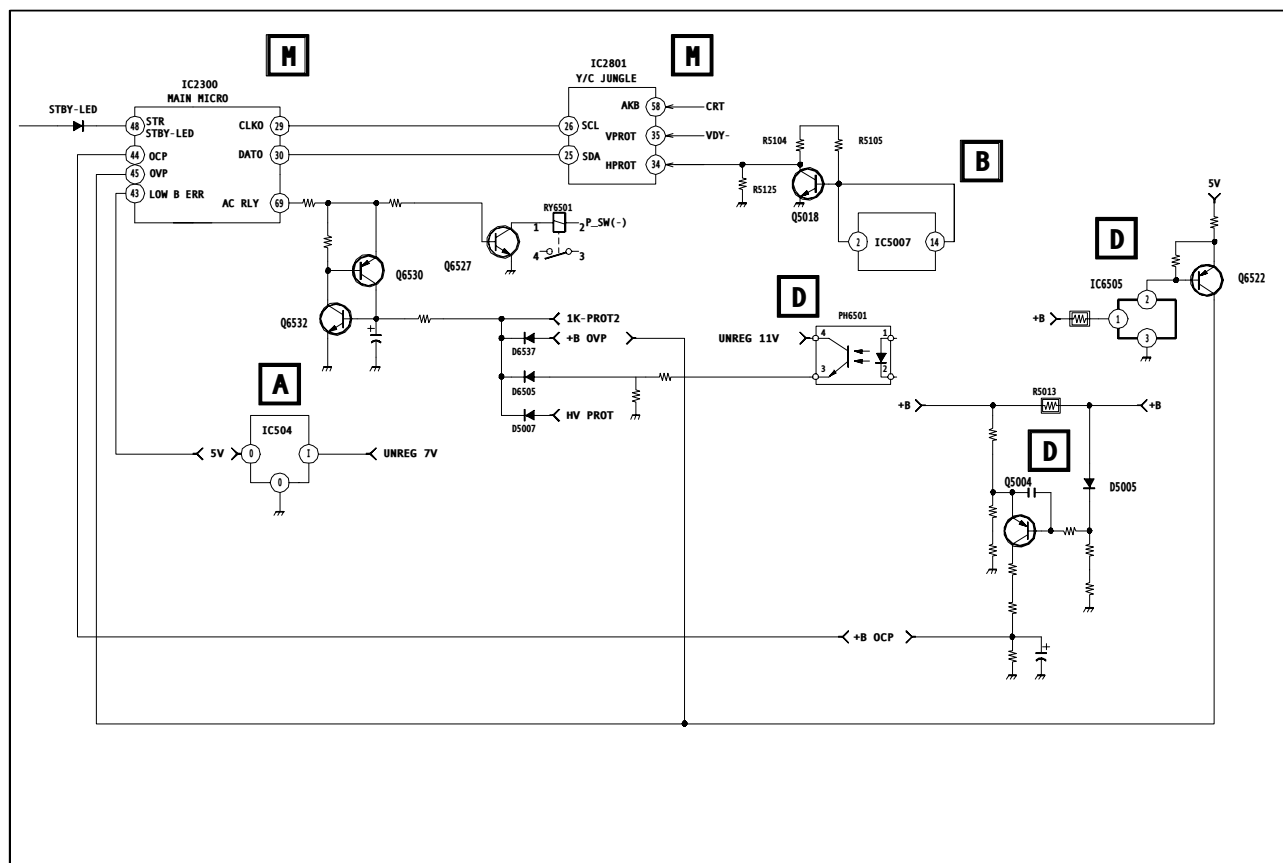 M
M
IC2300
MAIN MICRO
IC2801
Y/C JUNGLE
STBY-LED
48
STR
STBY-LED
CLKO
29
44
OCP
DATO
30
45
OVP
43
LOW B ERR
AC RLY
69
26
SCL
25
SDA
AKB
58
CRT
VPROT
35
VDY-
HPROT
34
R5104
R5105
R5125
Q5018
B
2
IC5007
14
5V
D
IC6505
2
+B
1
3
Q6522
RY6501
1
2
P_SW(-)
4
3
Q6527
Q6530
Q6532
1K-PROT2
D6537
+B OVP
D6505
D5007
HV PROT
D
PH6501
UNREG 11V
4
1
3
2
A
IC504
5V
O
I
UNREG 7V
O
+B
R5013
+B
D
Q5004
D5005
+B OCP